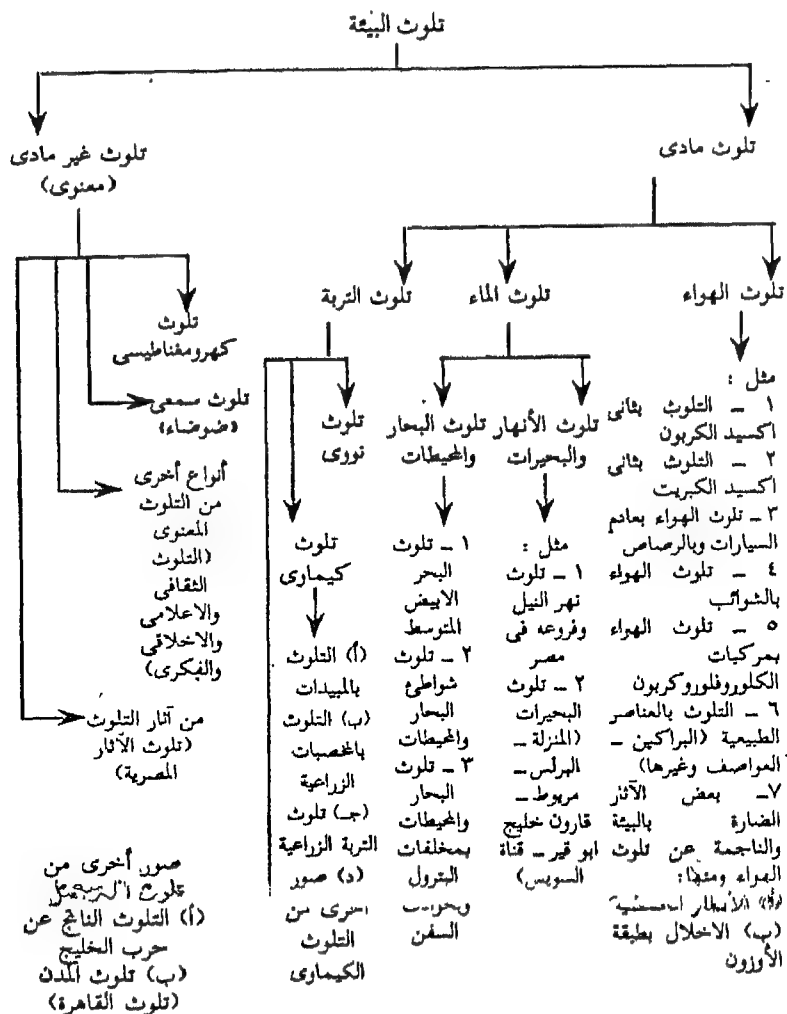 تلوث البيئة
تلوث مادى
تلوث غير مادى
(معنوى)
تلوث الهواء
تلوث الماء
تلوث التربة
مثل :
١ ـ التلوث بثانى
اكسيد الكربون
٢ ـ التلوث بثانى
اكسيد الكبريت
٣ ـ تلوث الهواء بعادم
السيارات وبالرصاص
٤ ـ تلوث الهواء
بالشوائب
٥ ـ تلوث الهواء
بمركبات
الكلوروفلوروكربون
٦ ـ التلوث بالعناصر
الطبيعية (البراكين ـ
العواصف وغيرها)
٧ـ بعض الآثار
الضارة بالبيئة
والناجمة عن تلوث
الهواء ومنها:
الأمطار
(ب) الاخلال بطبقة
الأوزون
تلوث الأنهار
والبحيرات
مثل :
١ ـ تلوث
نهر النيل
وفروعه فى
مصر
٢ ـ تلوث
البحيرات
(المنزلة ـ
البرلس ـ
مريوط ـ
قارون خليج
ابو قير ـ قناة
السويس)
تلوث البحار
والمحيطات
١ ـ تلوث
البحر
الابيض
المتوسط
٢ ـ تلوث
شواطئ
البحار
والمحيطات
٣ ـ تلوث
البحار
والمحيطات
بمخلفات
البترول
السفن
تلوث
نووى
تلوث
كيماوى
(أ) التلوث
بالمبيدات
(ب) التلوث
بالمخصبات
الزراعية
(جـ) تلوث
التربة الزراعية
(د) صور
اخرى من
التلوث
الكيماوى
تلوث
كهرومغناطيسى
تلوث سمعى
(ضوضاء)
أنواع أخرى
من التلوث
المعنوى
(التلوث
الثقافى
والاعلامى
والاخلاقى
والفكرى)
من آثار التلوث
(تلوث الآثار
المصرية)
صور أخرى من
تلوث
(أ) التلوث الناتج عن
حرب الخليج
(ب) تلوث المدن
(تلوث القاهرة)